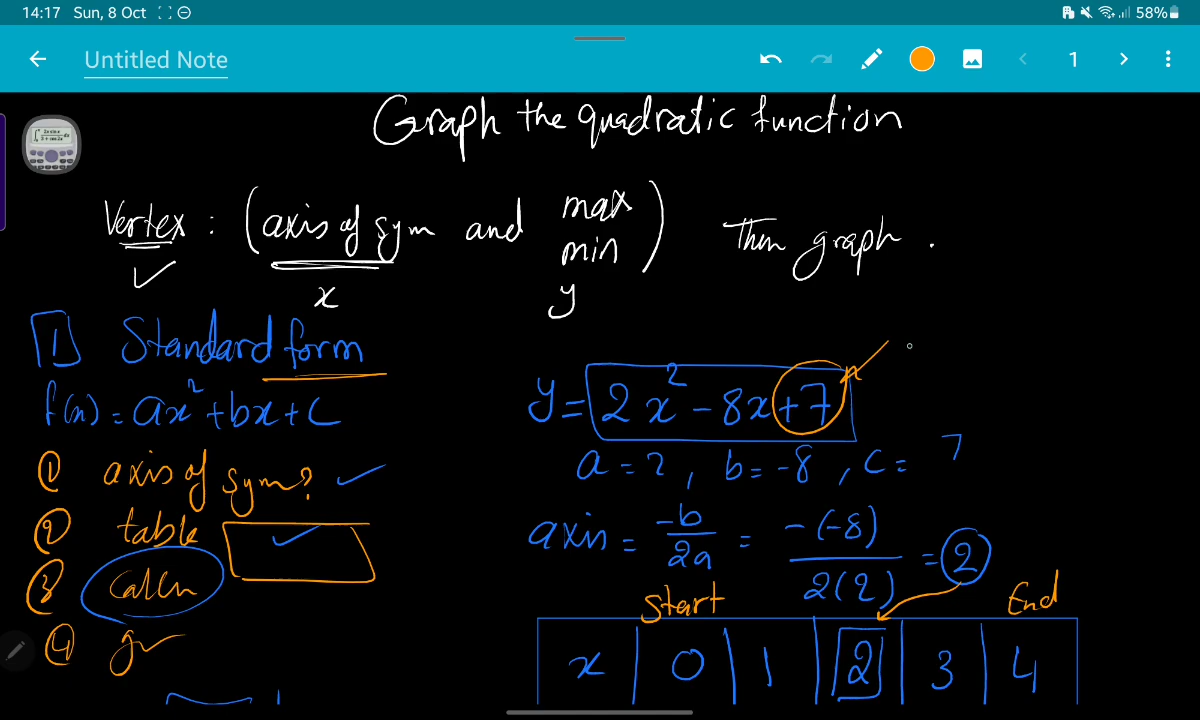 14:17 Sun, 8 Oct 58%
Untitled Note 1
Graph the quadratic function
Vertex : (axis of sym and max min) Then graph .
x y
1 Standard form
f(x) = ax² + bx + c
① axis of sym?
② table
③ Calcu
④ gr
y = 2x² - 8x + 7
a = 2 , b = -8 , c = 7
axis = -b/2a = -(-8)/2(2) = 2
Start End
x | 0 | 1 | 2 | 3 | 4